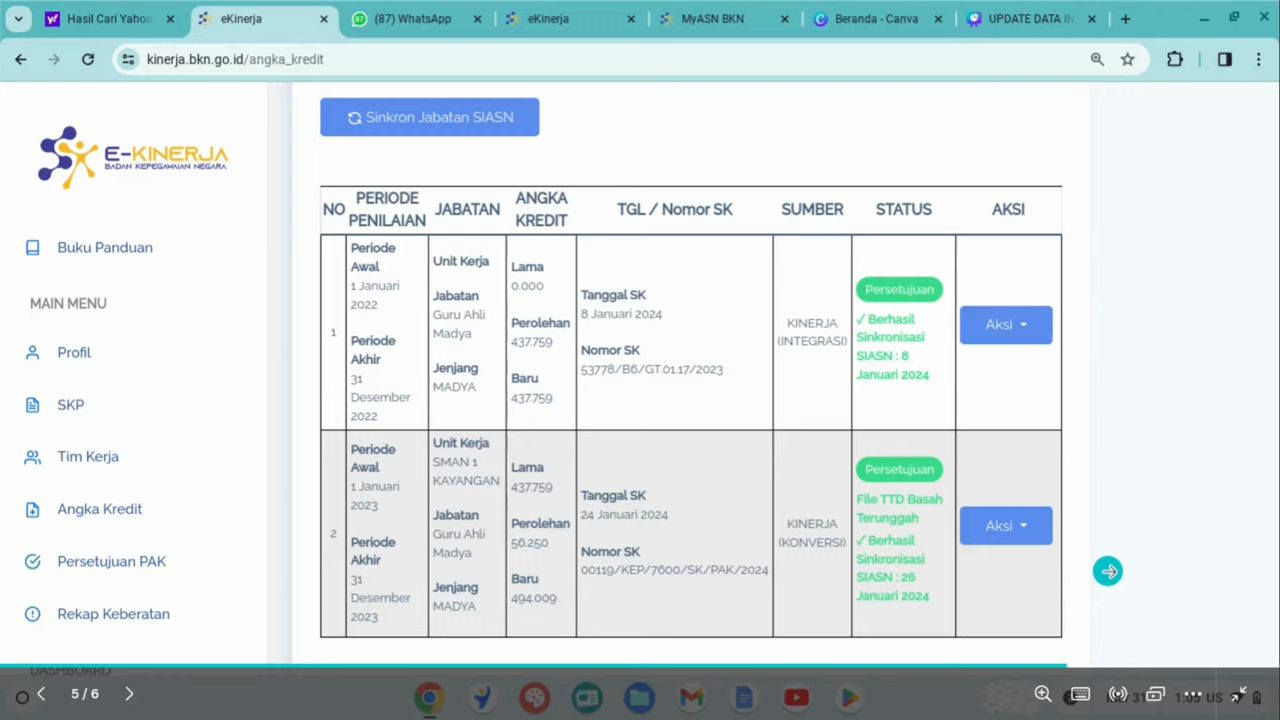 Hasil Cari Yahoo
eKinerja
(87) WhatsApp
eKinerja
MyASN BKN
Beranda - Canva
UPDATE DATA IN
kinerja.bkn.go.id/angka_kredit
E-KINERJA
BADAN KEPEGAWAIAN NEGARA
Buku Panduan
MAIN MENU
Profil
SKP
Tim Kerja
Angka Kredit
Persetujuan PAK
Rekap Keberatan
DASHBOARD
Sinkron Jabatan SIASN
NO
PERIODE
PENILAIAN
JABATAN
ANGKA
KREDIT
TGL / Nomor SK
SUMBER
STATUS
AKSI
1
Periode
Awal
1 Januari
2022
Periode
Akhir
31
Desember
2022
Unit Kerja
Jabatan
Guru Ahli
Madya
Jenjang
MADYA
Lama
0.000
Perolehan
437.759
Baru
437.759
Tanggal SK
8 Januari 2024
Nomor SK
53778/B6/GT.01.17/2023
KINERJA
(INTEGRASI)
Persetujuan
✓ Berhasil
Sinkronisasi
SIASN : 8
Januari 2024
Aksi
2
Periode
Awal
1 Januari
2023
Periode
Akhir
31
Desember
2023
Unit Kerja
SMAN 1
KAYANGAN
Jabatan
Guru Ahli
Madya
Jenjang
MADYA
Lama
437.759
Perolehan
56.250
Baru
494.009
Tanggal SK
24 Januari 2024
Nomor SK
00119/KEP/7600/SK/PAK/2024
KINERJA
(KONVERSI)
Persetujuan
File TTD Basah
Terunggah
✓ Berhasil
Sinkronisasi
SIASN : 26
Januari 2024
Aksi
5 / 6
31
1:05 US